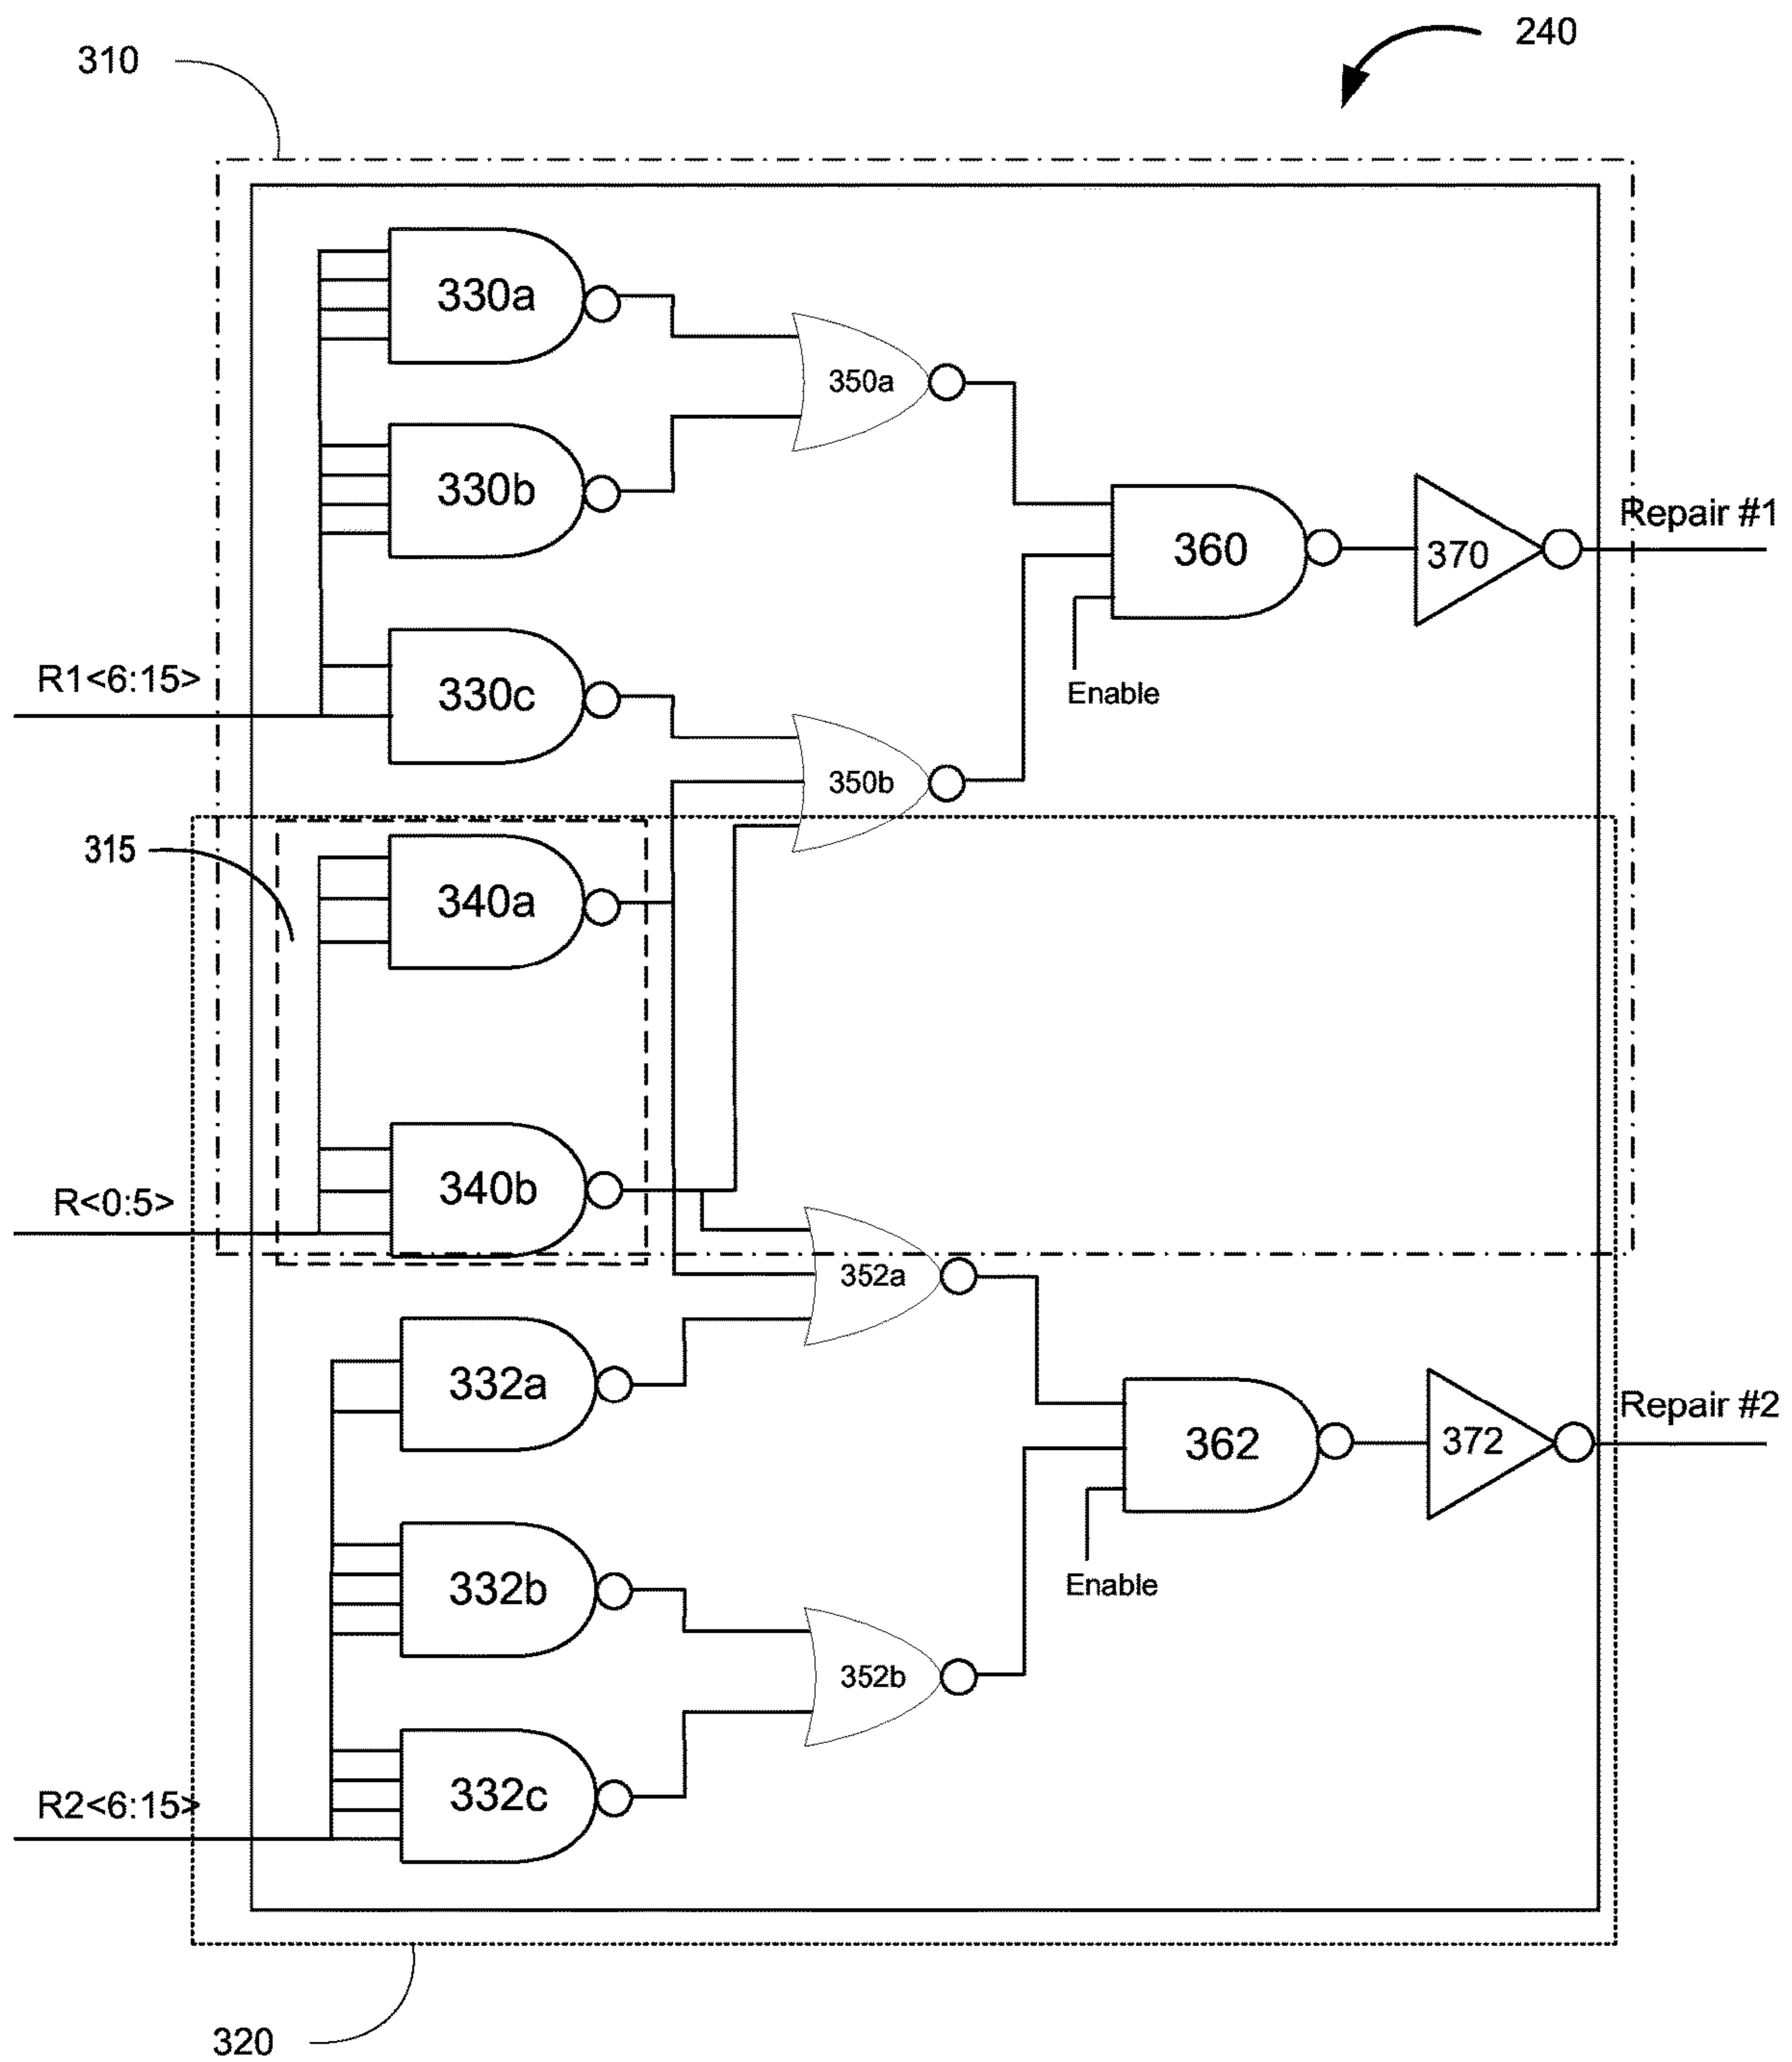 240
310
330a
350a
330b
Repair #1
360
370
R1<6:15>
330c
Enable
350b
315
340a
340b
R<0:5>
352a
332a
Repair #2
362
372
332b
Enable
352b
332c
R2<6:15>
320